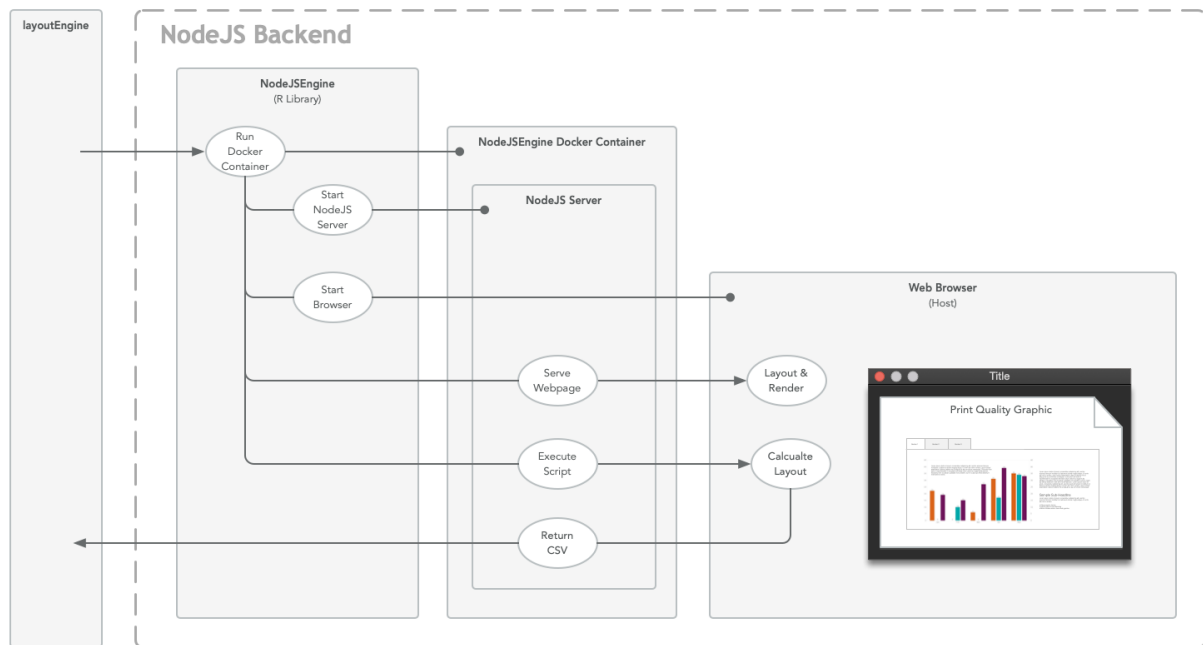 layoutEngine
NodeJS Backend
NodeJSEngine
(R Library)
Run
Docker
Container
NodeJSEngine Docker Container
Start
NodeJS
Server
NodeJS Server
Start
Browser
Web Browser
(Host)
Serve
Webpage
Layout &
Render
Title
Print Quality Graphic
Execute
Script
Calcualte
Layout
Return
CSV